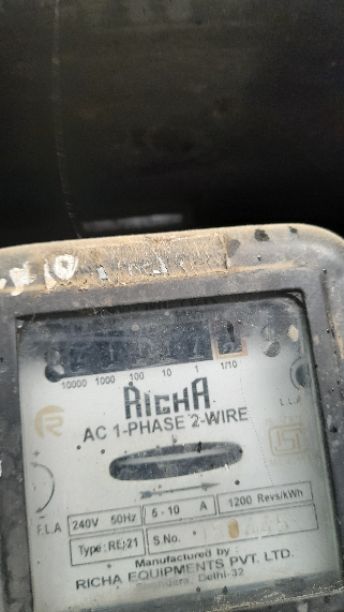 10
10000 1000 100 10 1 1/10
RICHA
AC 1-PHASE 2-WIRE
F.L.A
240V 50Hz 5-10 A 1200 Revs/kWh
Type : RE-21 S.No.
Manufactured by
RICHA EQUIPMENTS PVT. LTD.
Delhi-32